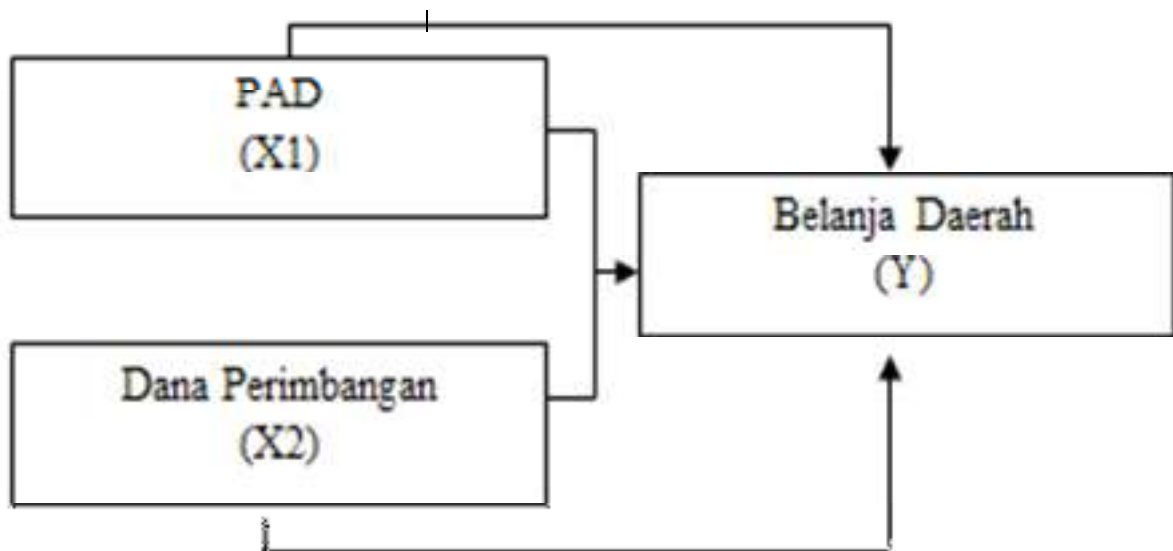 PAD
(X1)
Belanja Daerah
(Y)
Dana Perimbangan
(X2)